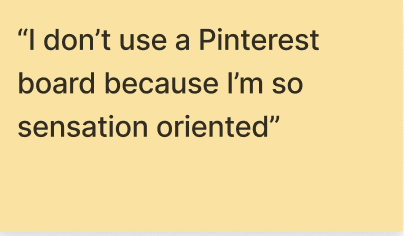 “I don’t use a Pinterest
board because I’m so
sensation oriented”